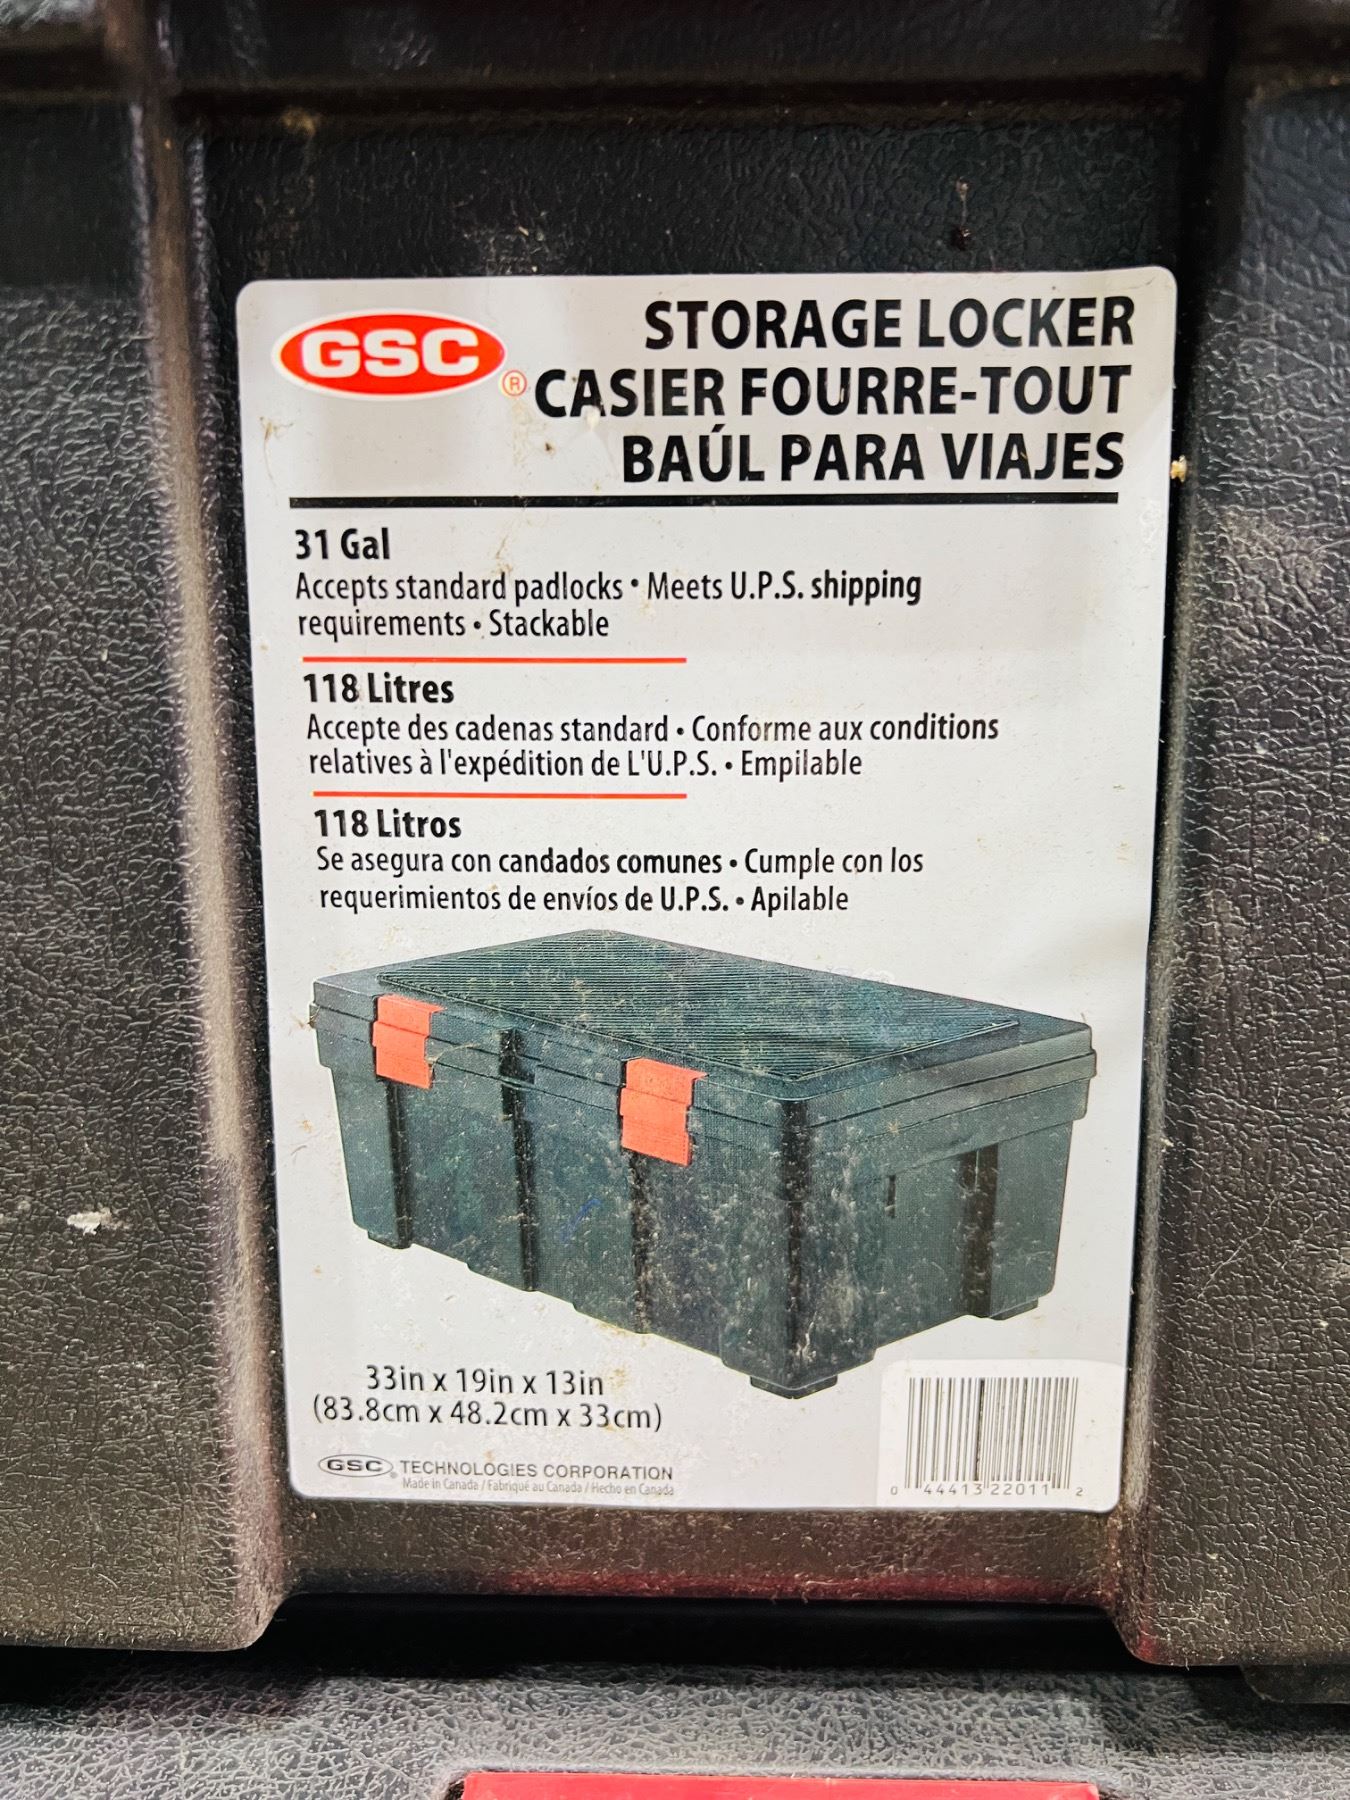 GSC ®
STORAGE LOCKER
CASIER FOURRE-TOUT
BAÚL PARA VIAJES
31 Gal
Accepts standard padlocks • Meets U.P.S. shipping
requirements • Stackable
118 Litres
Accepte des cadenas standard • Conforme aux conditions
relatives à l'expédition de L'U.P.S. • Empilable
118 Litros
Se asegura con candados comunes • Cumple con los
requerimientos de envíos de U.P.S. • Apilable
33in x 19in x 13in
(83.8cm x 48.2cm x 33cm)
GSC® TECHNOLOGIES CORPORATION
Made in Canada / Fabriqué au Canada / Hecho en Canada
0 44413 22011 2